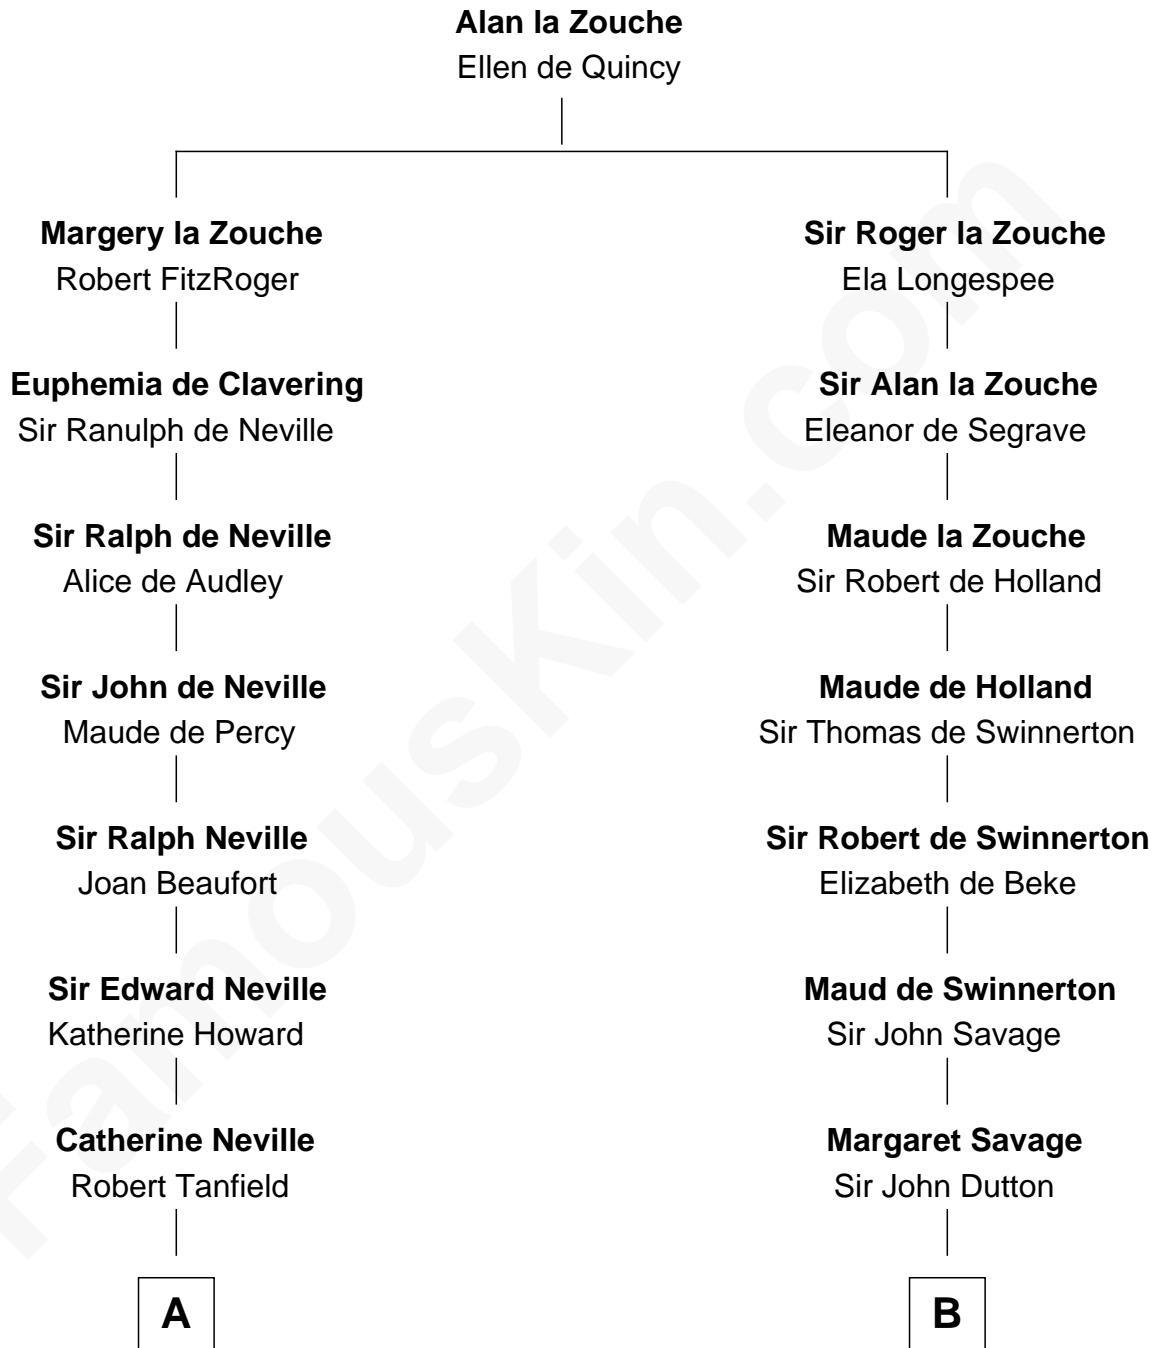 Alan la Zouche
Ellen de Quincy
Margery la Zouche
Robert FitzRoger
Sir Roger la Zouche
Ela Longespee
Euphemia de Clavering
Sir Ranulph de Neville
Sir Alan la Zouche
Eleanor de Segrave
Sir Ralph de Neville
Alice de Audley
Maude la Zouche
Sir Robert de Holland
Sir John de Neville
Maude de Percy
Maude de Holland
Sir Thomas de Swinnerton
Sir Ralph Neville
Joan Beaufort
Sir Robert de Swinnerton
Elizabeth de Beke
Sir Edward Neville
Katherine Howard
Maud de Swinnerton
Sir John Savage
Catherine Neville
Robert Tanfield
Margaret Savage
Sir John Dutton
A
B
FamousKin.com